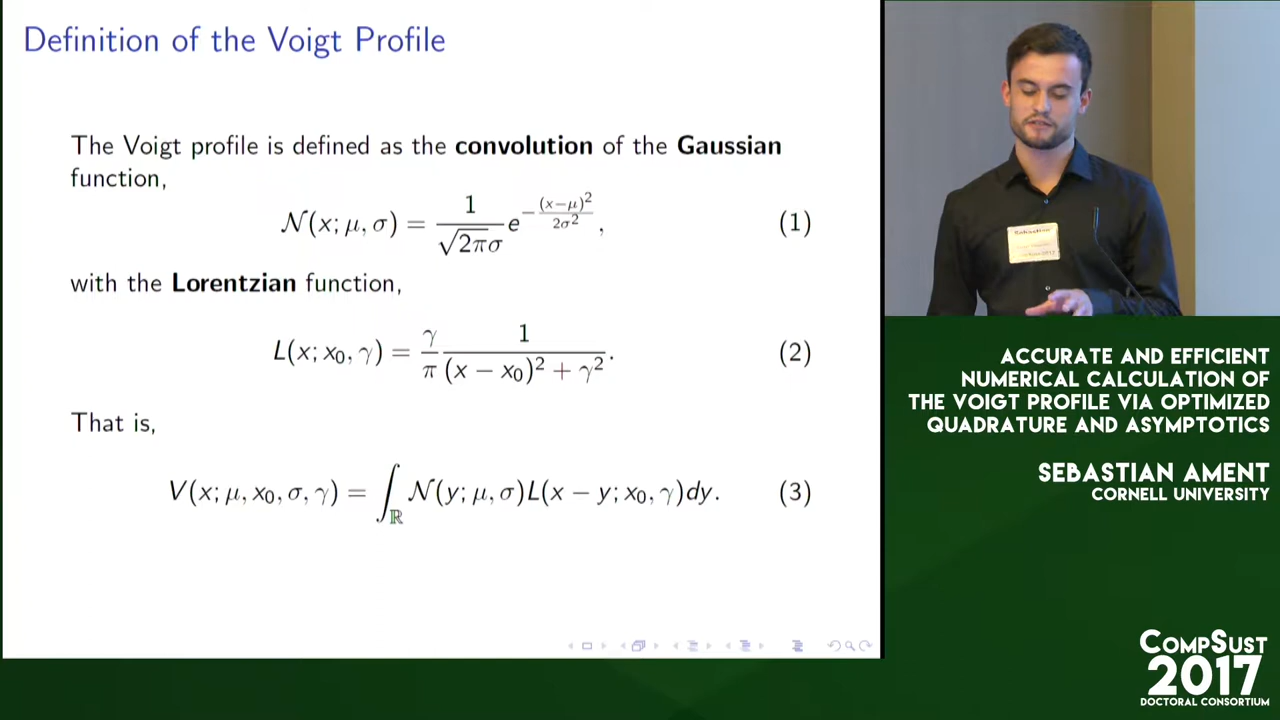 Definition of the Voigt Profile
The Voigt profile is defined as the convolution of the Gaussian
function,
𝒩(x; μ, σ) = 1/(√2πσ) e^{−(x−μ)²/2σ²}, (1)
with the Lorentzian function,
L(x; x₀, γ) = γ/π 1/((x − x₀)² + γ²). (2)
That is,
V(x; μ, x₀, σ, γ) = ∫_ℝ 𝒩(y; μ, σ)L(x − y; x₀, γ)dy. (3)
Sebastian
ACCURATE AND EFFICIENT
NUMERICAL CALCULATION OF
THE VOIGT PROFILE VIA OPTIMIZED
QUADRATURE AND ASYMPTOTICS
SEBASTIAN AMENT
CORNELL UNIVERSITY
COMPSUST
2017
DOCTORAL CONSORTIUM